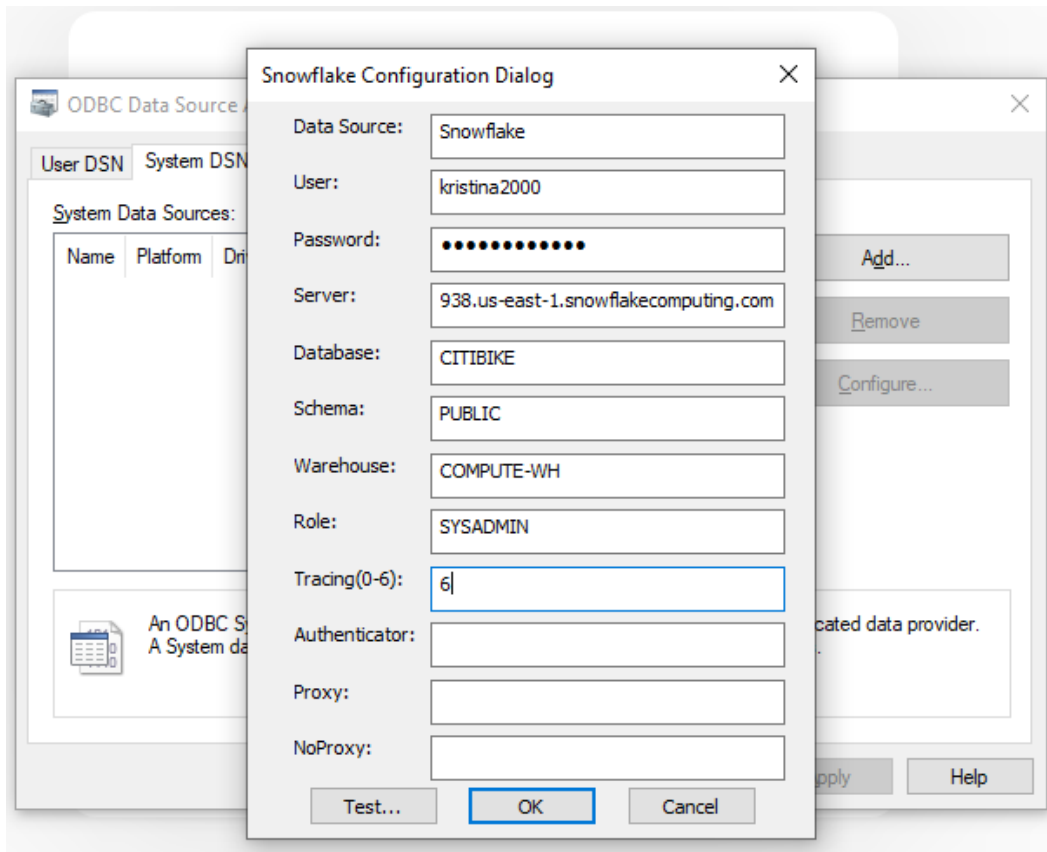 Snowflake Configuration Dialog
ODBC Data Source
User DSN
System DSN
System Data Sources:
Name Platform Dri
Add...
Remove
Configure...
Data Source: Snowflake
User: kristina2000
Password: ••••••••••••
Server: 938.us-east-1.snowflakecomputing.com
Database: CITIBIKE
Schema: PUBLIC
Warehouse: COMPUTE-WH
Role: SYSADMIN
Tracing(0-6): 6
Authenticator:
Proxy:
NoProxy:
An ODBC Sy
A System da
cated data provider.
.
Test...
OK
Cancel
pply
Help